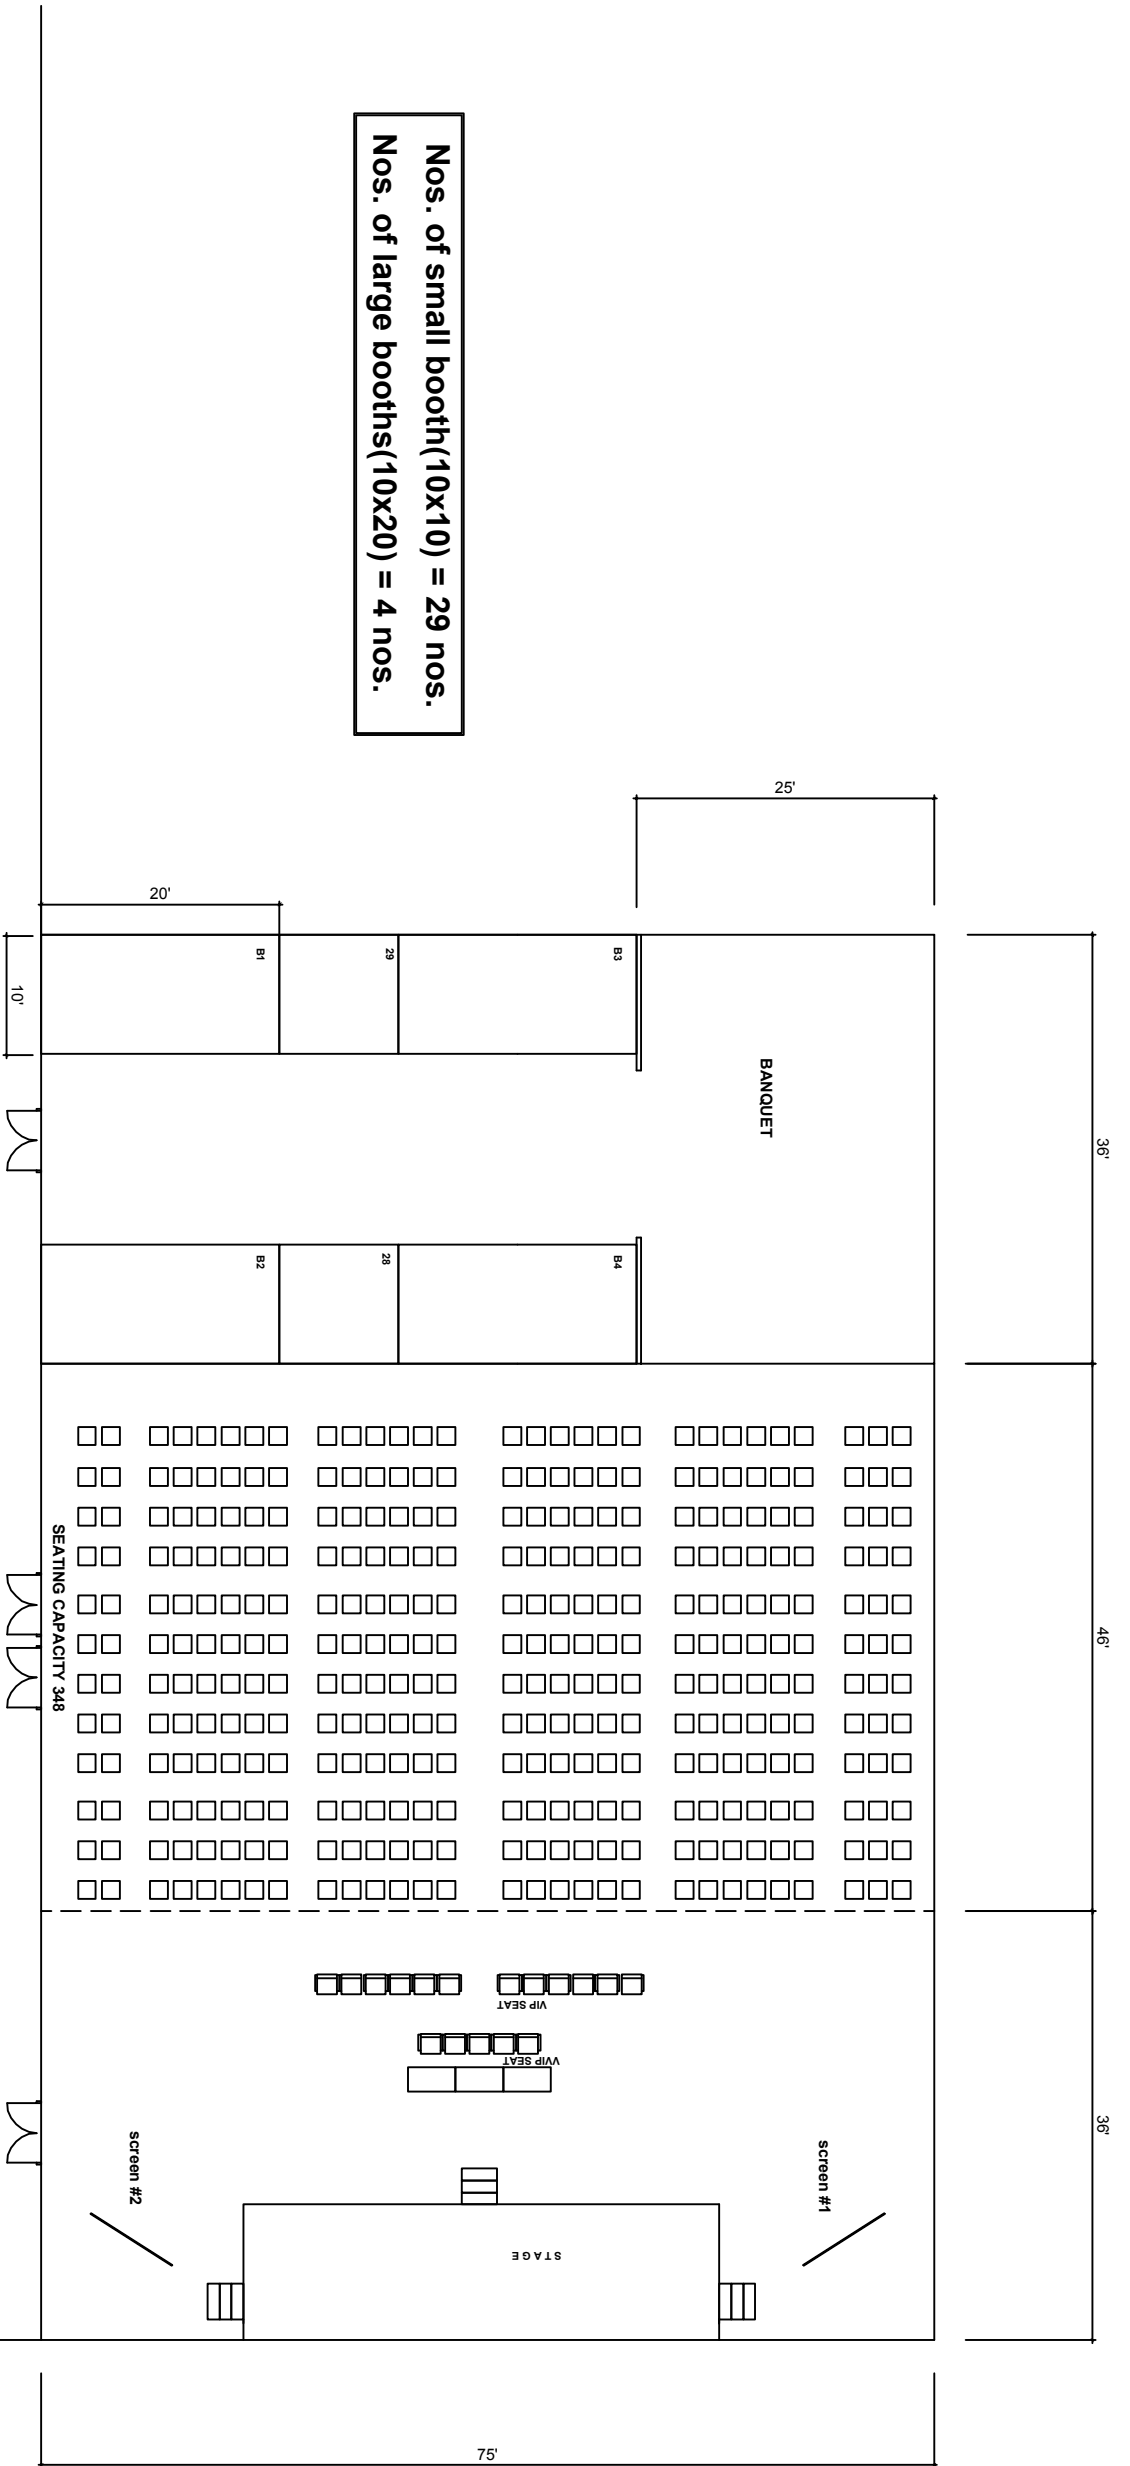 Nos. of small booth(10x10) = 29 nos.
Nos. of large booths(10x20) = 4 nos.
25'
20'
10'
B1
29
B3
BANQUET
36'
B2
28
B4
SEATING CAPACITY 348
46'
VIP SEAT
VVIP SEAT
36'
screen #2
screen #1
STAGE
75'